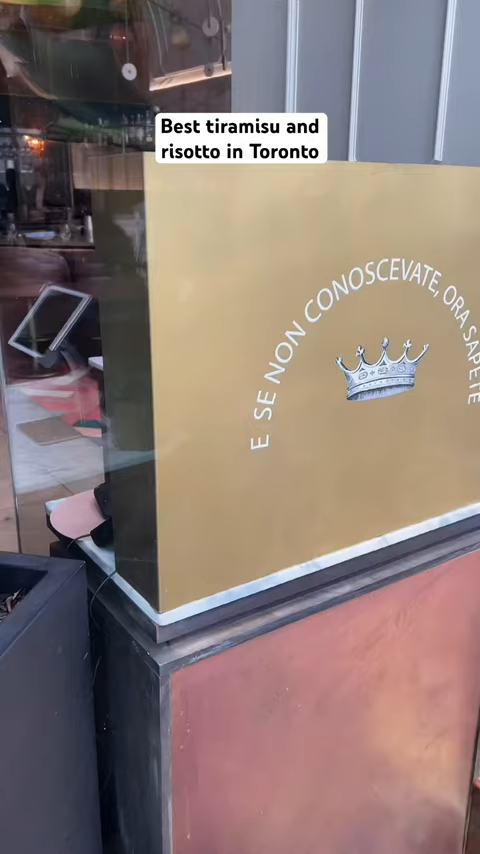 Best tiramisu and
risotto in Toronto
E SE NON CONOSCEVATE, ORA SAPETE